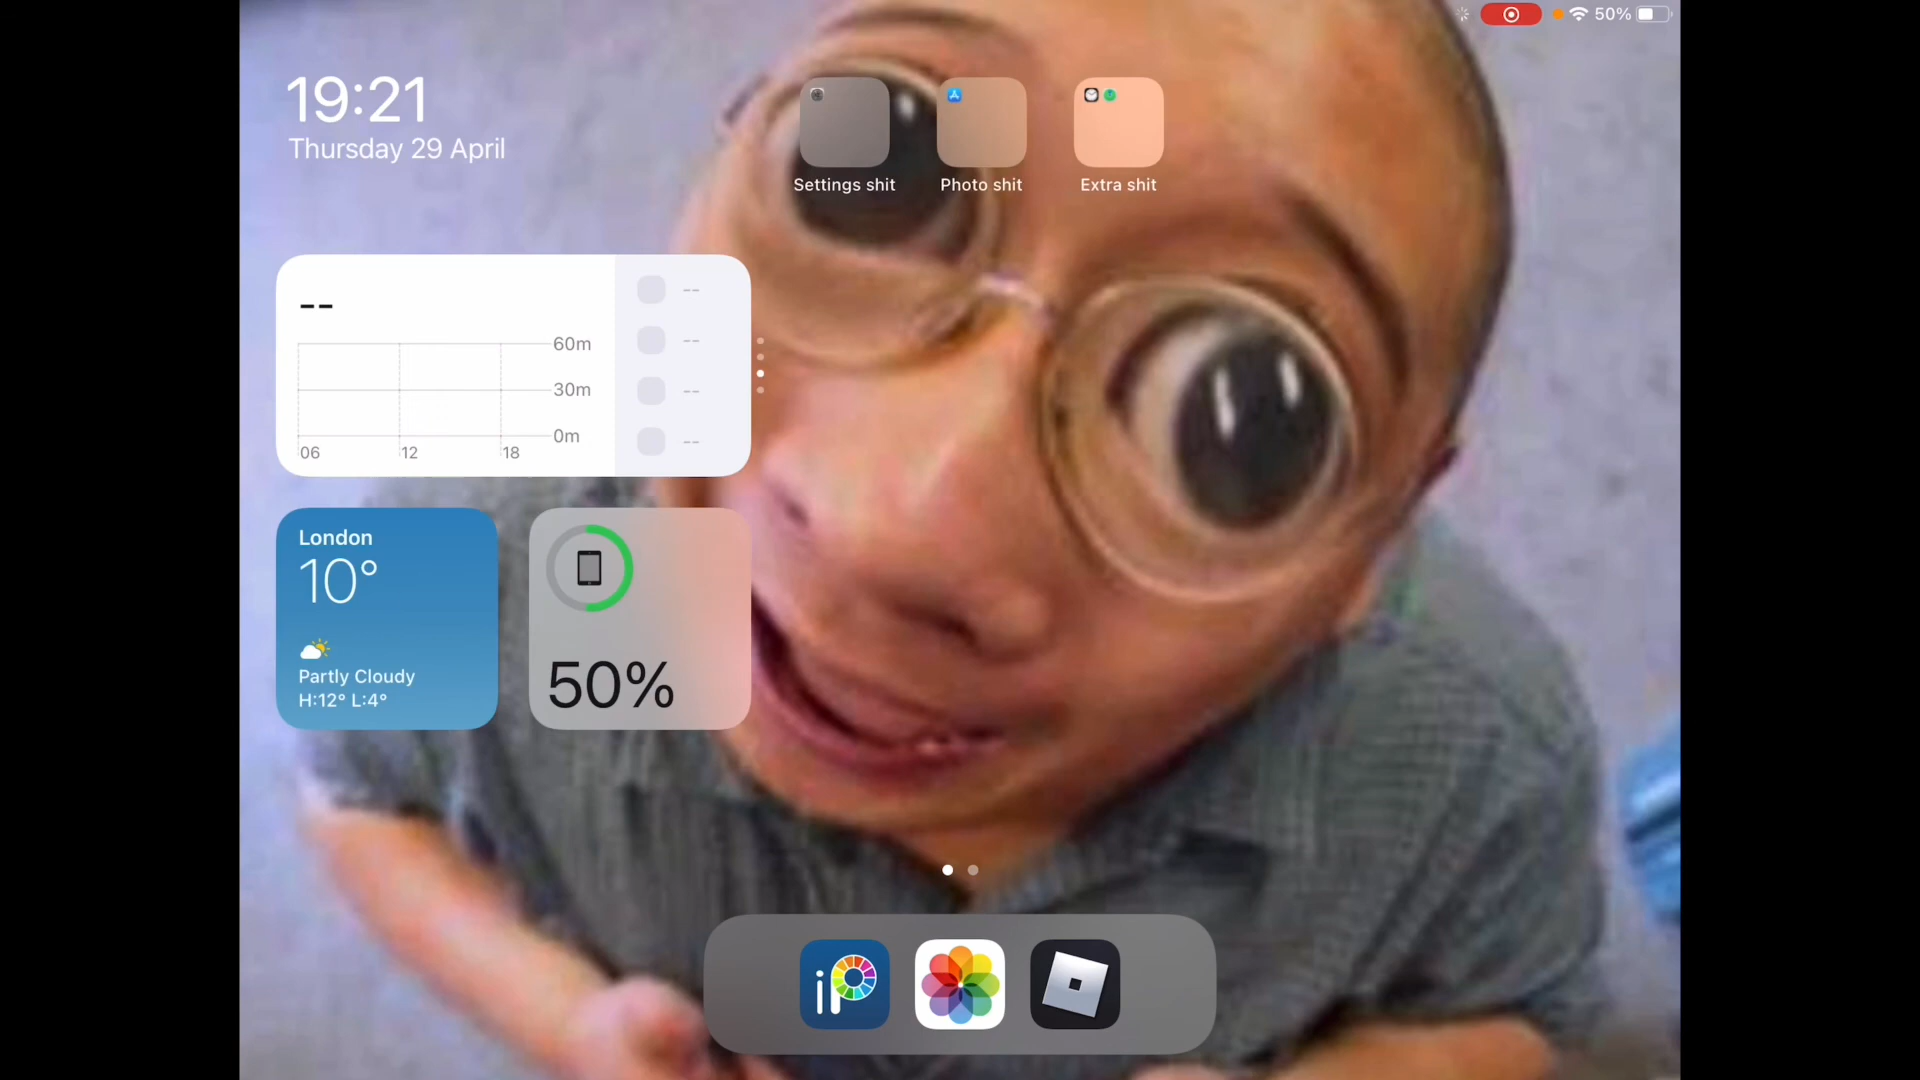 50%
19:21
Thursday 29 April
Settings shit
Photo shit
Extra shit
--
60m
30m
0m
06
12
18
--
--
--
--
London
10°
Partly Cloudy
H:12° L:4°
50%
iP